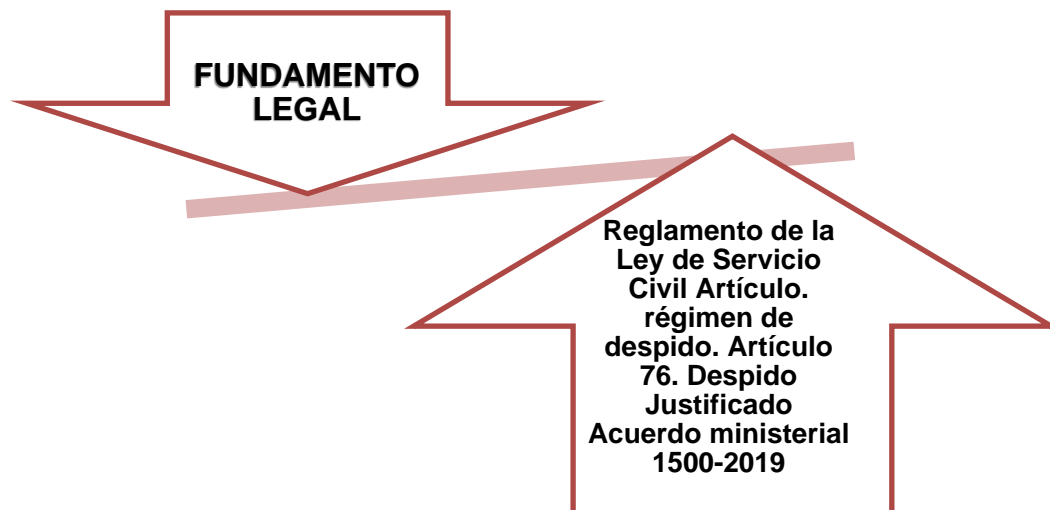 FUNDAMENTO
LEGAL
Reglamento de la
Ley de Servicio
Civil Artículo.
régimen de
despido. Artículo
76. Despido
Justificado
Acuerdo ministerial
1500-2019